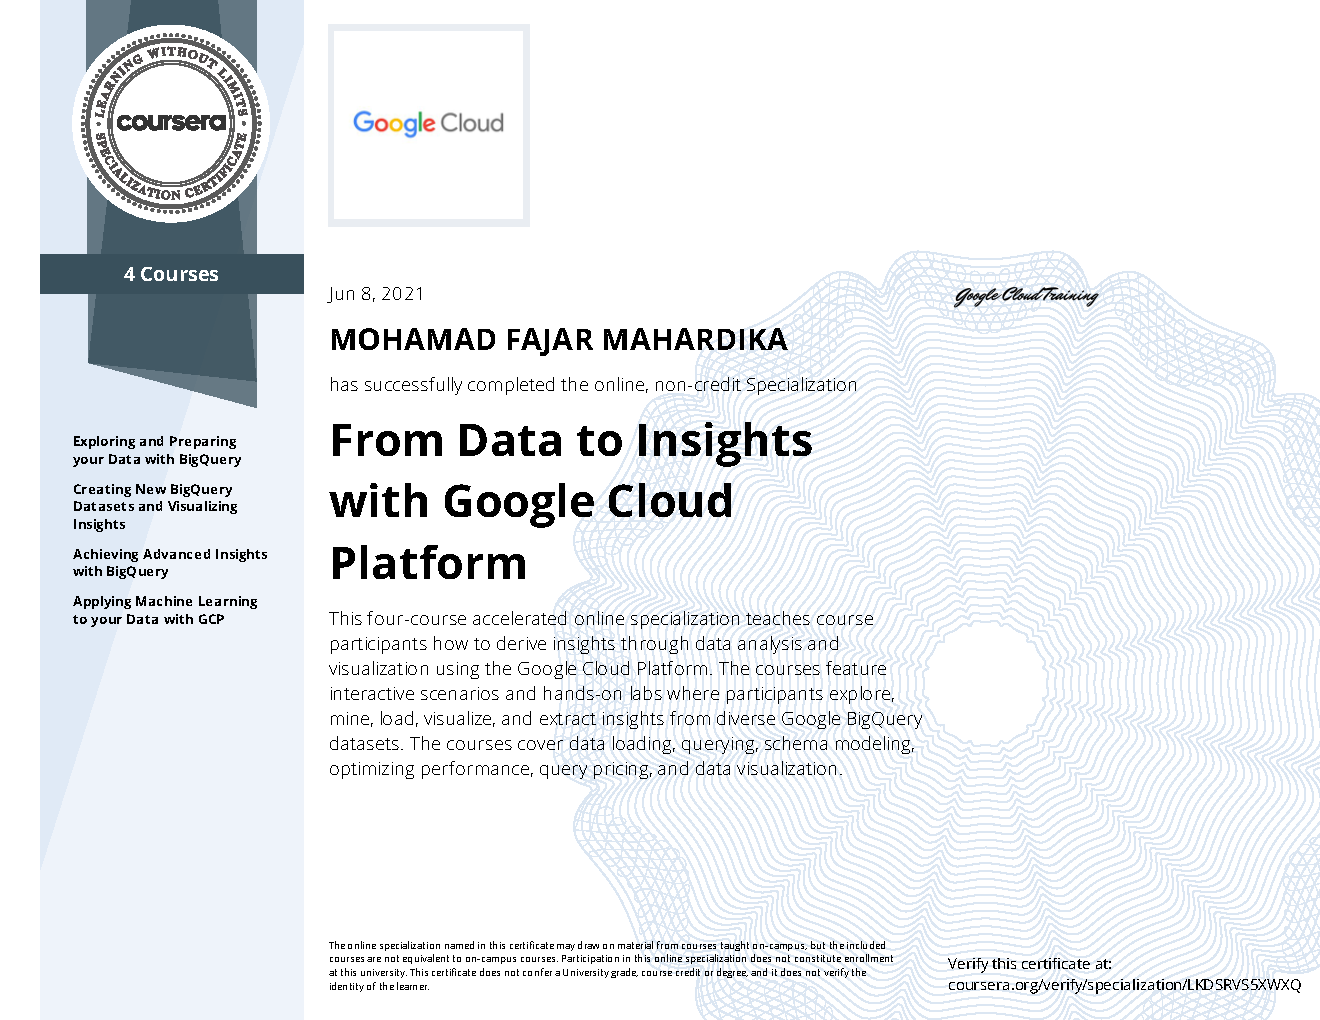 LEARNING WITHOUT LIMITS
coursera
SPECIALIZATION CERTIFICATE
4 Courses
Exploring and Preparing
your Data with BigQuery
Creating New BigQuery
Datasets and Visualizing
Insights
Achieving Advanced Insights
with BigQuery
Applying Machine Learning
to your Data with GCP
Google Cloud
Jun 8, 2021
MOHAMAD FAJAR MAHARDIKA
has successfully completed the online, non-credit Specialization
From Data to Insights
with Google Cloud
Platform
This four-course accelerated online specialization teaches course
participants how to derive insights through data analysis and
visualization using the Google Cloud Platform. The courses feature
interactive scenarios and hands-on labs where participants explore,
mine, load, visualize, and extract insights from diverse Google BigQuery
datasets. The courses cover data loading, querying, schema modeling,
optimizing performance, query pricing, and data visualization.
Google Cloud Training
The online specialization named in this certificate may draw on material from courses taught on-campus, but the included
courses are not equivalent to on-campus courses. Participation in this online specialization does not constitute enrollment
at this university. This certificate does not confer a University grade, course credit or degree, and it does not verify the
identity of the learner.
Verify this certificate at:
coursera.org/verify/specialization/LKDSRVS5XWXQ